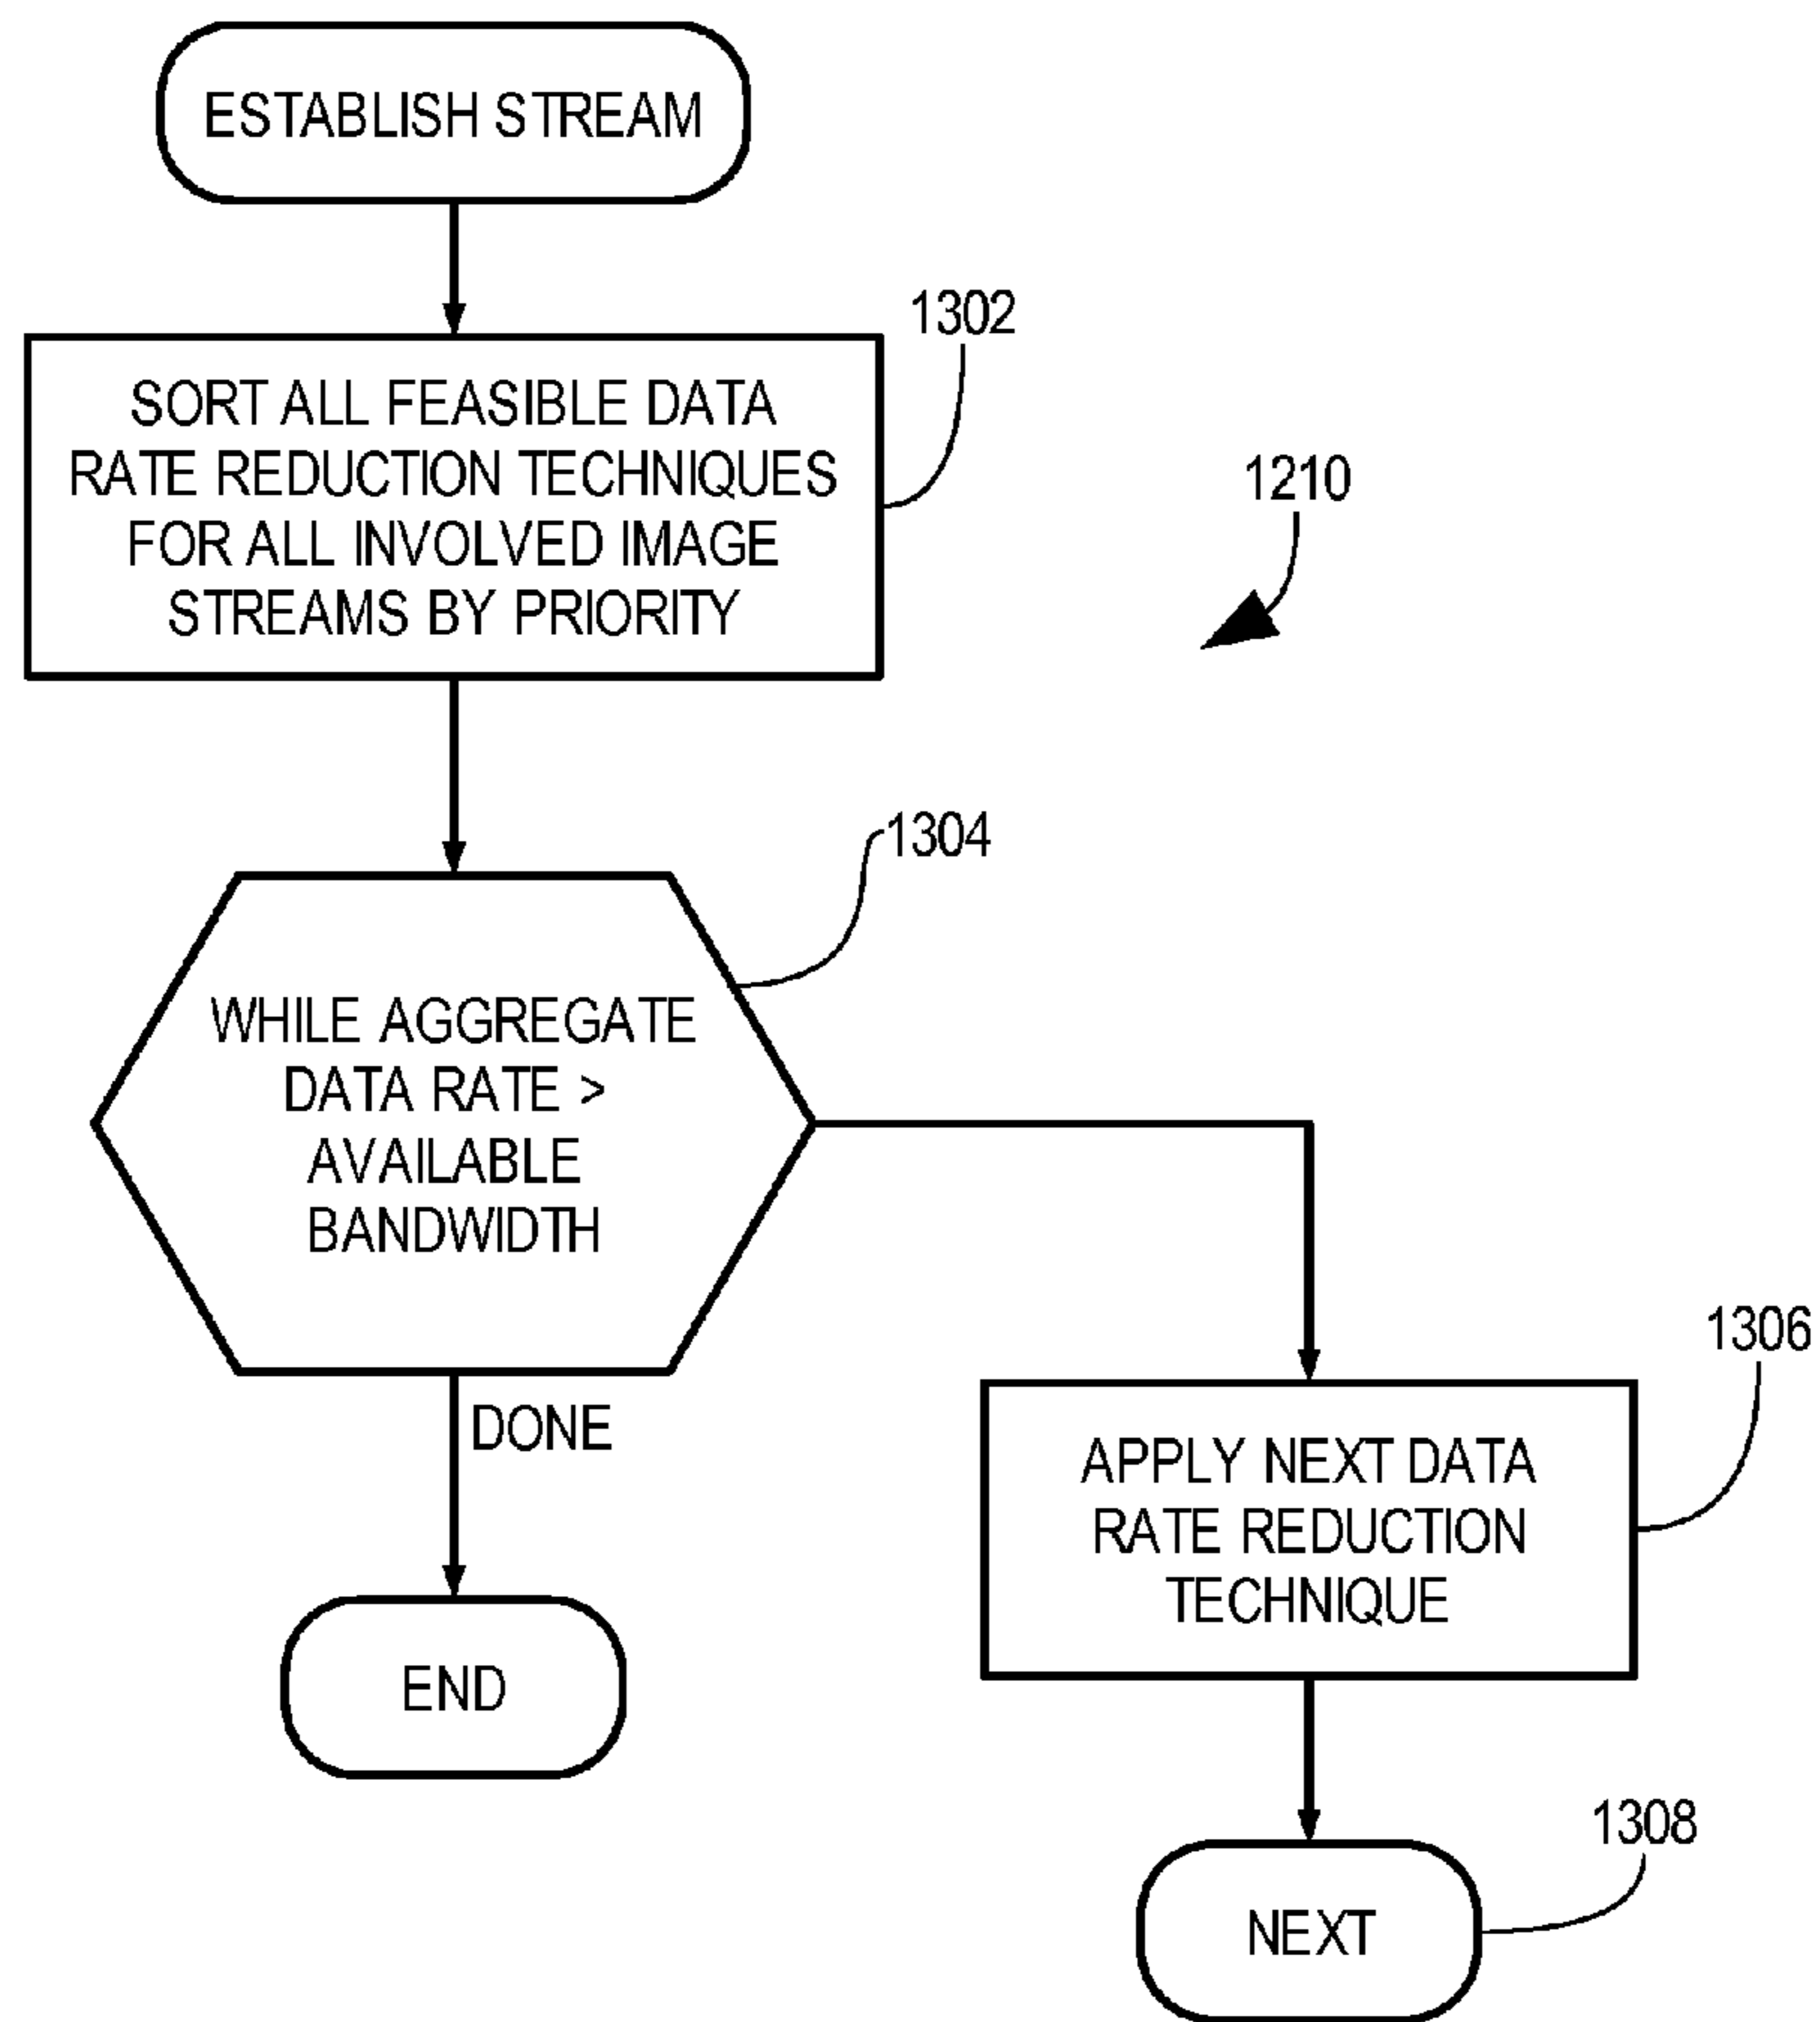 ESTABLISH STREAM
1302
SORT ALL FEASIBLE DATA
RATE REDUCTION TECHNIQUES
FOR ALL INVOLVED IMAGE
STREAMS BY PRIORITY
1210
1304
WHILE AGGREGATE
DATA RATE >
AVAILABLE
BANDWIDTH
DONE
END
1306
APPLY NEXT DATA
RATE REDUCTION
TECHNIQUE
1308
NEXT